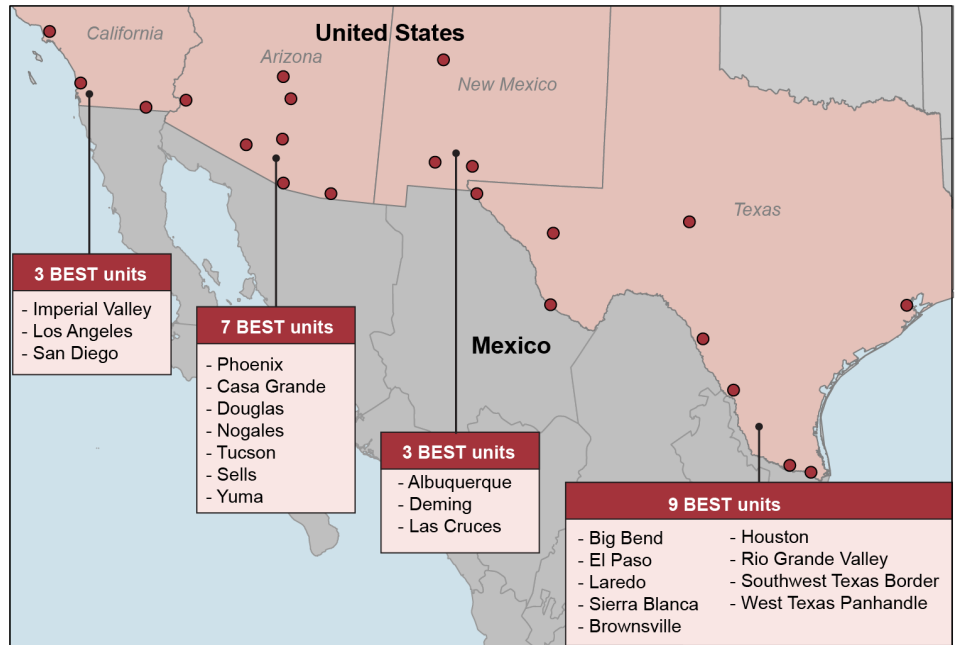 California
United States
Arizona
New Mexico
Texas
Mexico
3 BEST units
- Imperial Valley
- Los Angeles
- San Diego
7 BEST units
- Phoenix
- Casa Grande
- Douglas
- Nogales
- Tucson
- Sells
- Yuma
3 BEST units
- Albuquerque
- Deming
- Las Cruces
9 BEST units
- Big Bend
- El Paso
- Laredo
- Sierra Blanca
- Brownsville
- Houston
- Rio Grande Valley
- Southwest Texas Border
- West Texas Panhandle